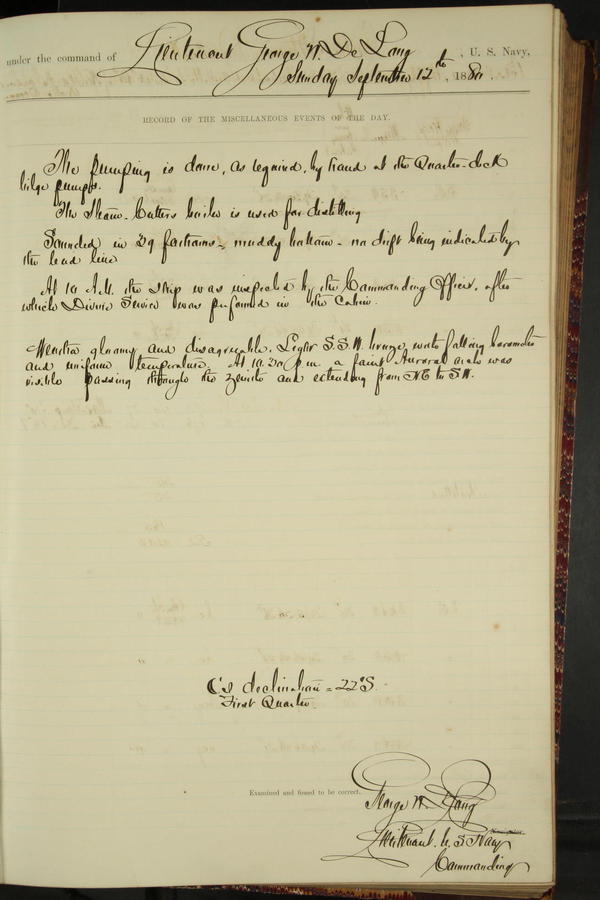 under the command of Lieutenant George W. De Long, U. S. Navy,
Sunday September 12th, 1880.
RECORD OF THE MISCELLANEOUS EVENTS OF THE DAY.
The pumping is done, as required, by hand at the Quarter-deck
bilge pumps.
The Steam-Cutters boiler is used for distilling
Sounded in 29 fathoms - muddy bottom - no drift being indicated by
the lead line
At 10 A.M. the ship was inspected by the Commanding Officer, after
which Divine Service was performed in the Cabin.
Weather gloomy and disagreeable. Light S.S.W. breeze, with falling barometer
and uniform temperature. At 10.30 p.m. a faint Auroral arch was
visible passing through the zenith and extending from NE to SW.
☾'s declination = 22°S.
First Quarter.
Examined and found to be correct.
George W. De Long
Lieutenant U. S Navy
Commanding